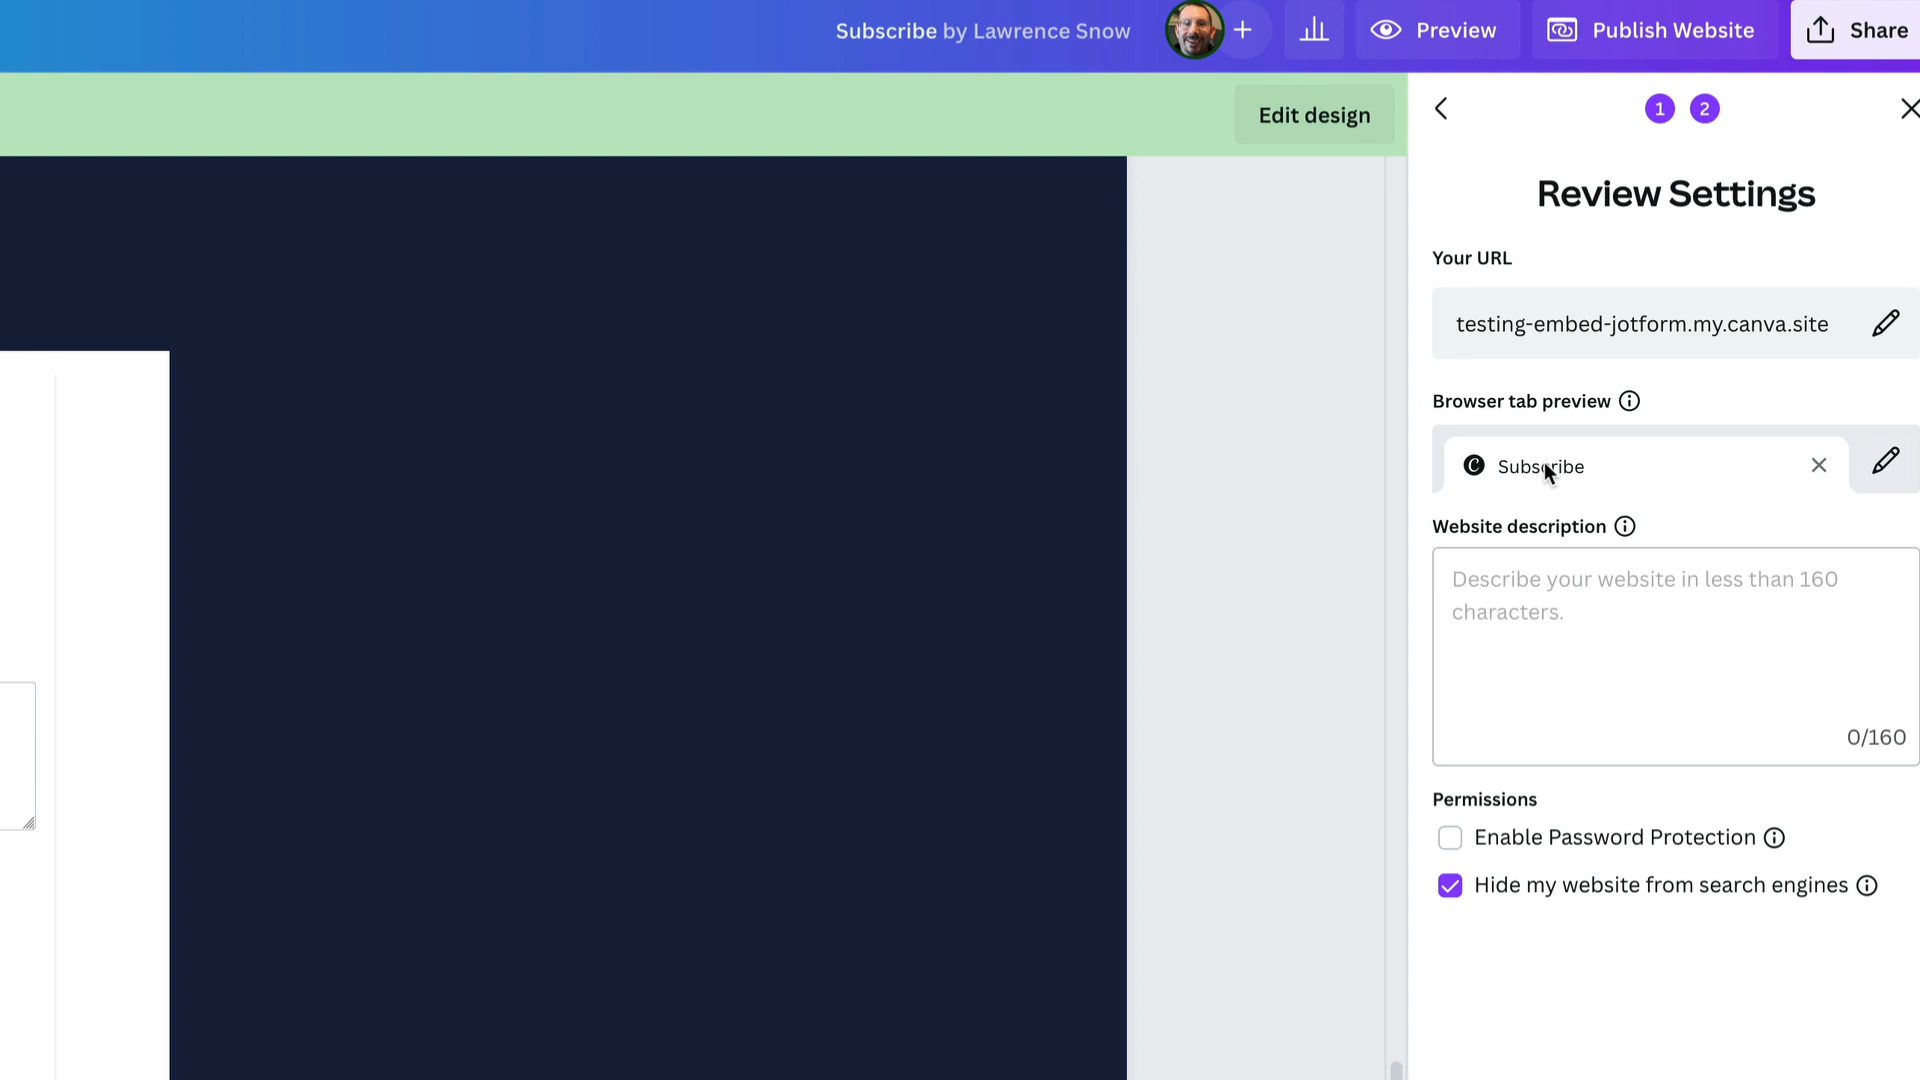 Subscribe by Lawrence Snow
Preview
Publish Website
Share
Edit design
1 2
Review Settings
Your URL
testing-embed-jotform.my.canva.site
Browser tab preview
Subscribe
Website description
Describe your website in less than 160
characters.
0/160
Permissions
Enable Password Protection
Hide my website from search engines